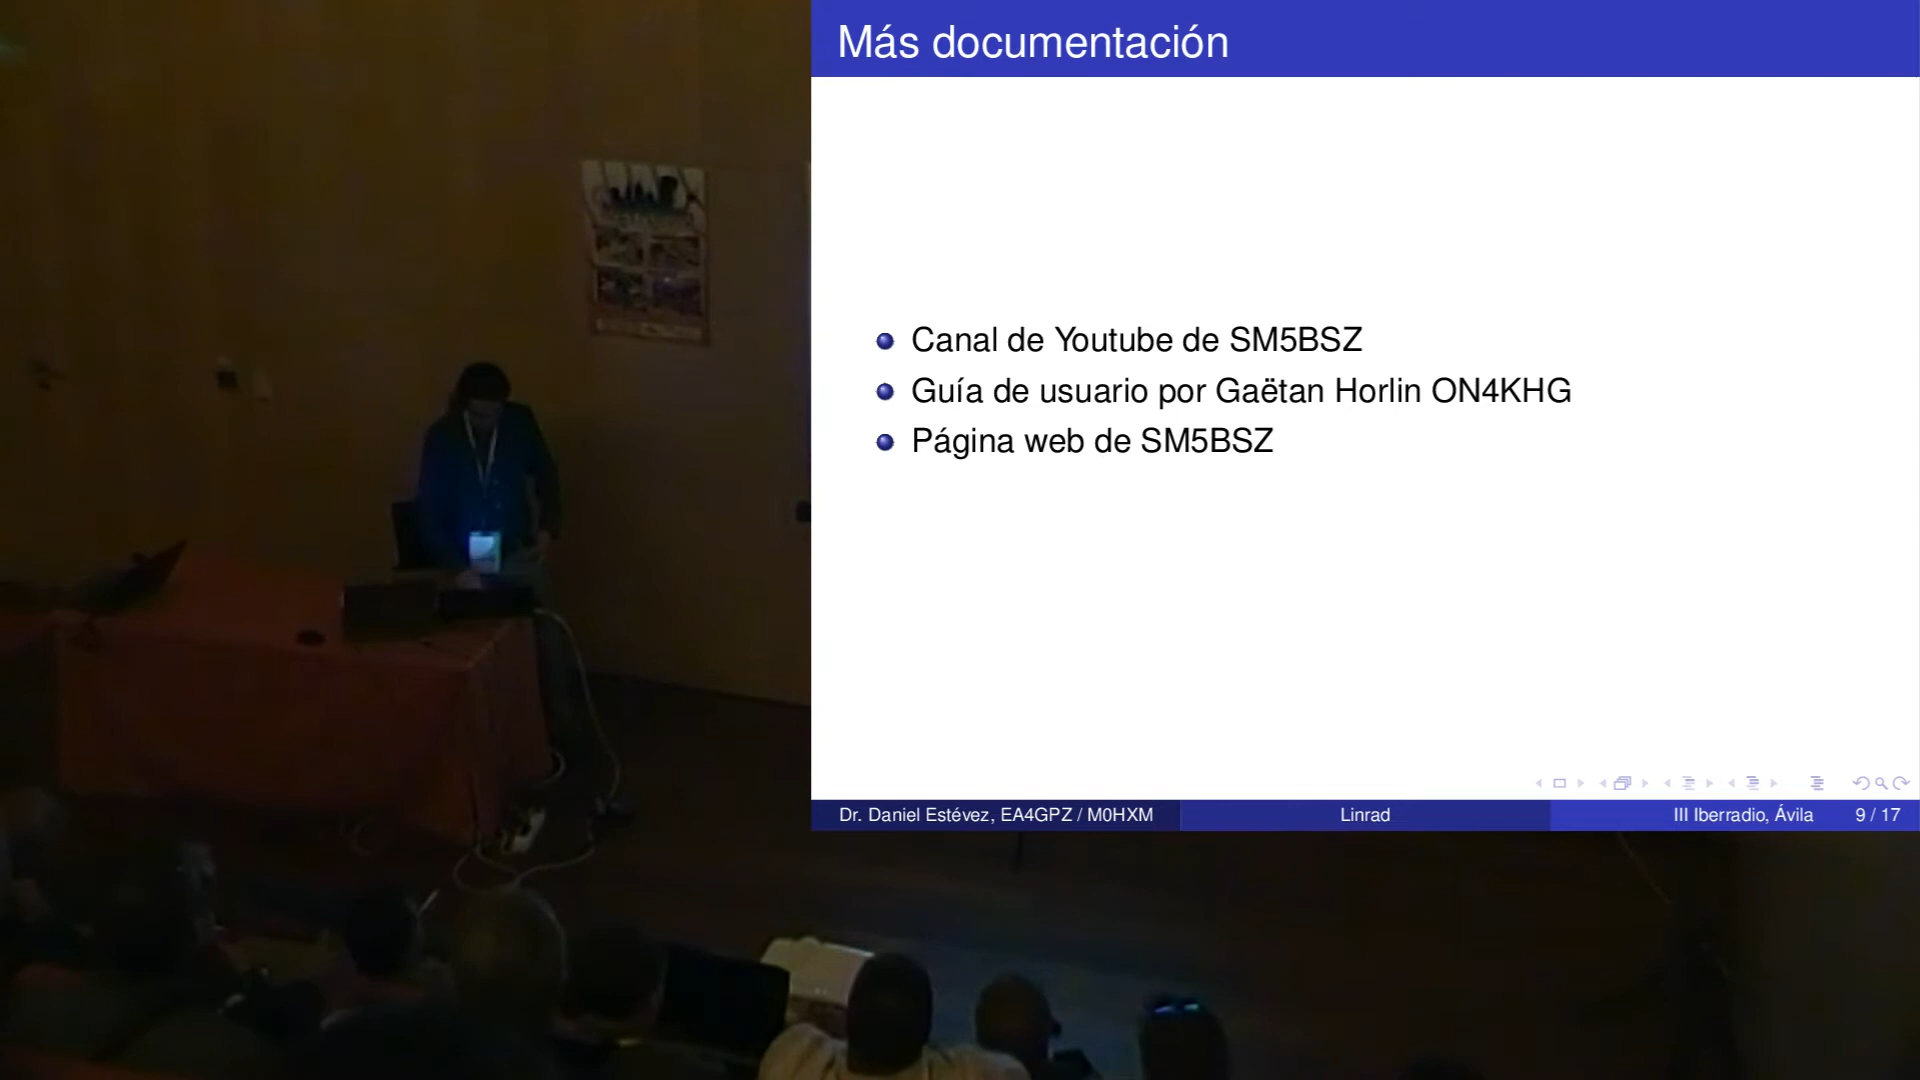 Más documentación
Canal de Youtube de SM5BSZ
Guía de usuario por Gaëtan Horlin ON4KHG
Página web de SM5BSZ
Dr. Daniel Estévez, EA4GPZ / M0HXM Linrad III Iberradio, Ávila 9 / 17